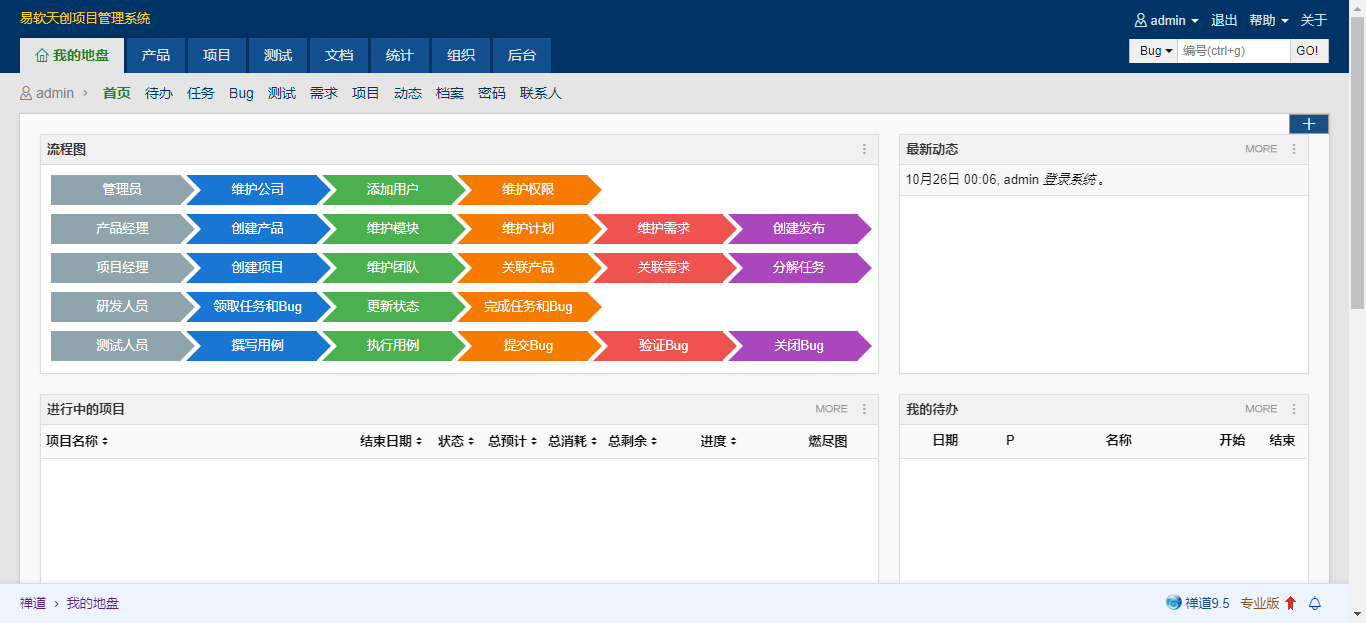 易软天创项目管理系统
admin 退出 帮助 关于
我的地盘 产品 项目 测试 文档 统计 组织 后台
Bug 编号(ctrl+g) GO!
admin › 首页 待办 任务 Bug 测试 需求 项目 动态 档案 密码 联系人
流程图
管理员 维护公司 添加用户 维护权限
产品经理 创建产品 维护模块 维护计划 维护需求 创建发布
项目经理 创建项目 维护团队 关联产品 关联需求 分解任务
研发人员 领取任务和Bug 更新状态 完成任务和Bug
测试人员 撰写用例 执行用例 提交Bug 验证Bug 关闭Bug
最新动态 MORE
10月26日 00:06, admin 登录系统 。
进行中的项目 MORE
项目名称 结束日期 状态 总预计 总消耗 总剩余 进度 燃尽图
我的待办 MORE
日期 P 名称 开始 结束
禅道 › 我的地盘
禅道9.5 专业版